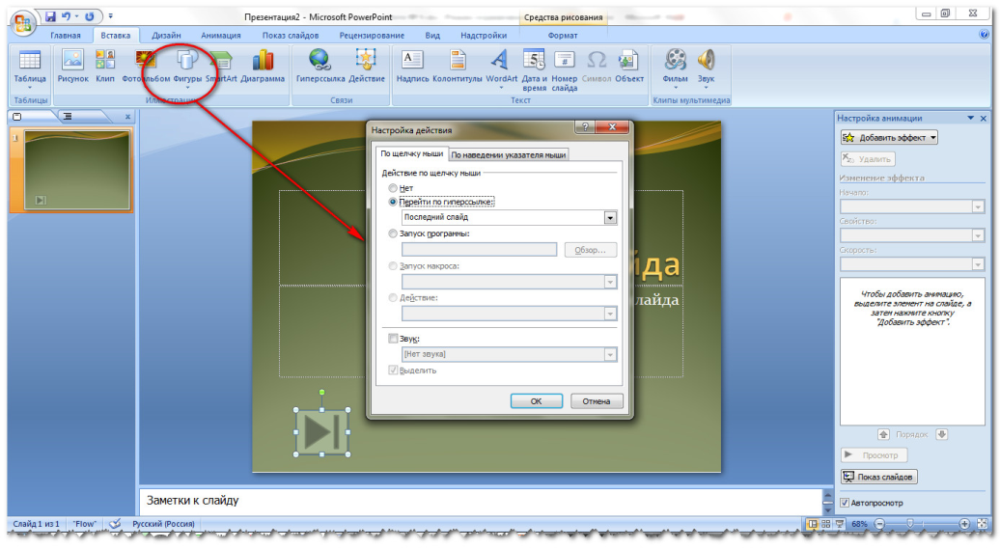 Презентация2 - Microsoft PowerPoint
Средства рисования
Главная Вставка Дизайн Анимация Показ слайдов Рецензирование Вид Надстройки Формат
Таблица Рисунок Клип Фотоальбом Фигуры SmartArt Диаграмма Гиперссылка Действие Надпись Колонтитулы WordArt Дата и время Номер слайда Символ Объект Фильм Звук
Таблицы Иллюстрации Связи Текст Клипы мультимедиа
1
Настройка действия
По щелчку мыши По наведении указателя мыши
Действие по щелчку мыши
Нет
Перейти по гиперссылке:
Последний слайд
Запуск программы:
Обзор...
Запуск макроса:
Действие:
Звук:
[Нет звука]
Выделить
ОК Отмена
йда
лайда
Настройка анимации
Добавить эффект
Удалить
Изменение эффекта
Начало:
Свойство:
Скорость:
Чтобы добавить анимацию,
выделите элемент на слайде, а
затем нажмите кнопку
"Добавить эффект".
Порядок
Просмотр
Показ слайдов
Автопросмотр
Заметки к слайду
Слайд 1 из 1 "Flow" Русский (Россия) 68%